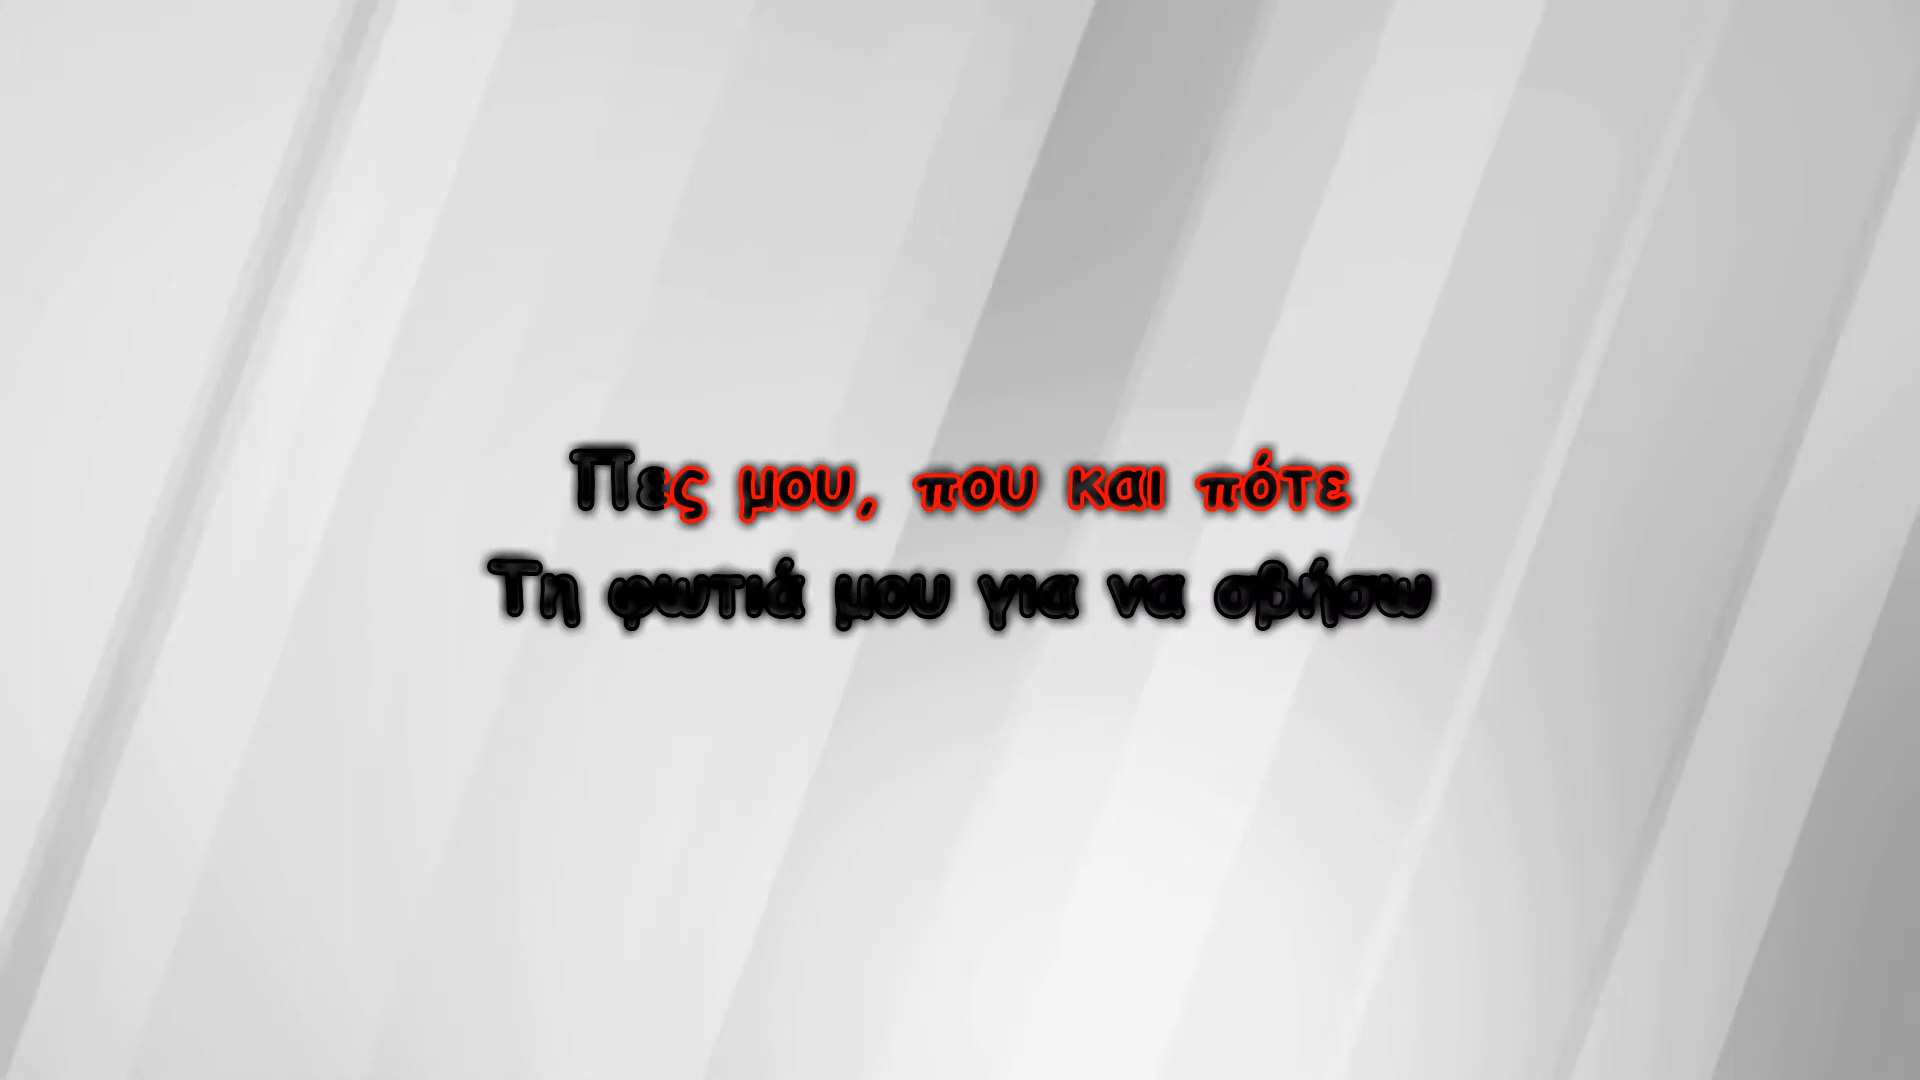 Πες μου, που και πότε
Τη φωτιά μου για να σβήσω